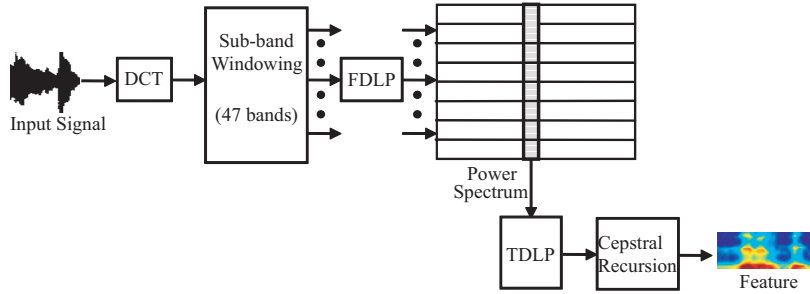 Input Signal
DCT
Sub-band
Windowing
(47 bands)
FDLP
Power
Spectrum
TDLP
Cepstral
Recursion
Feature